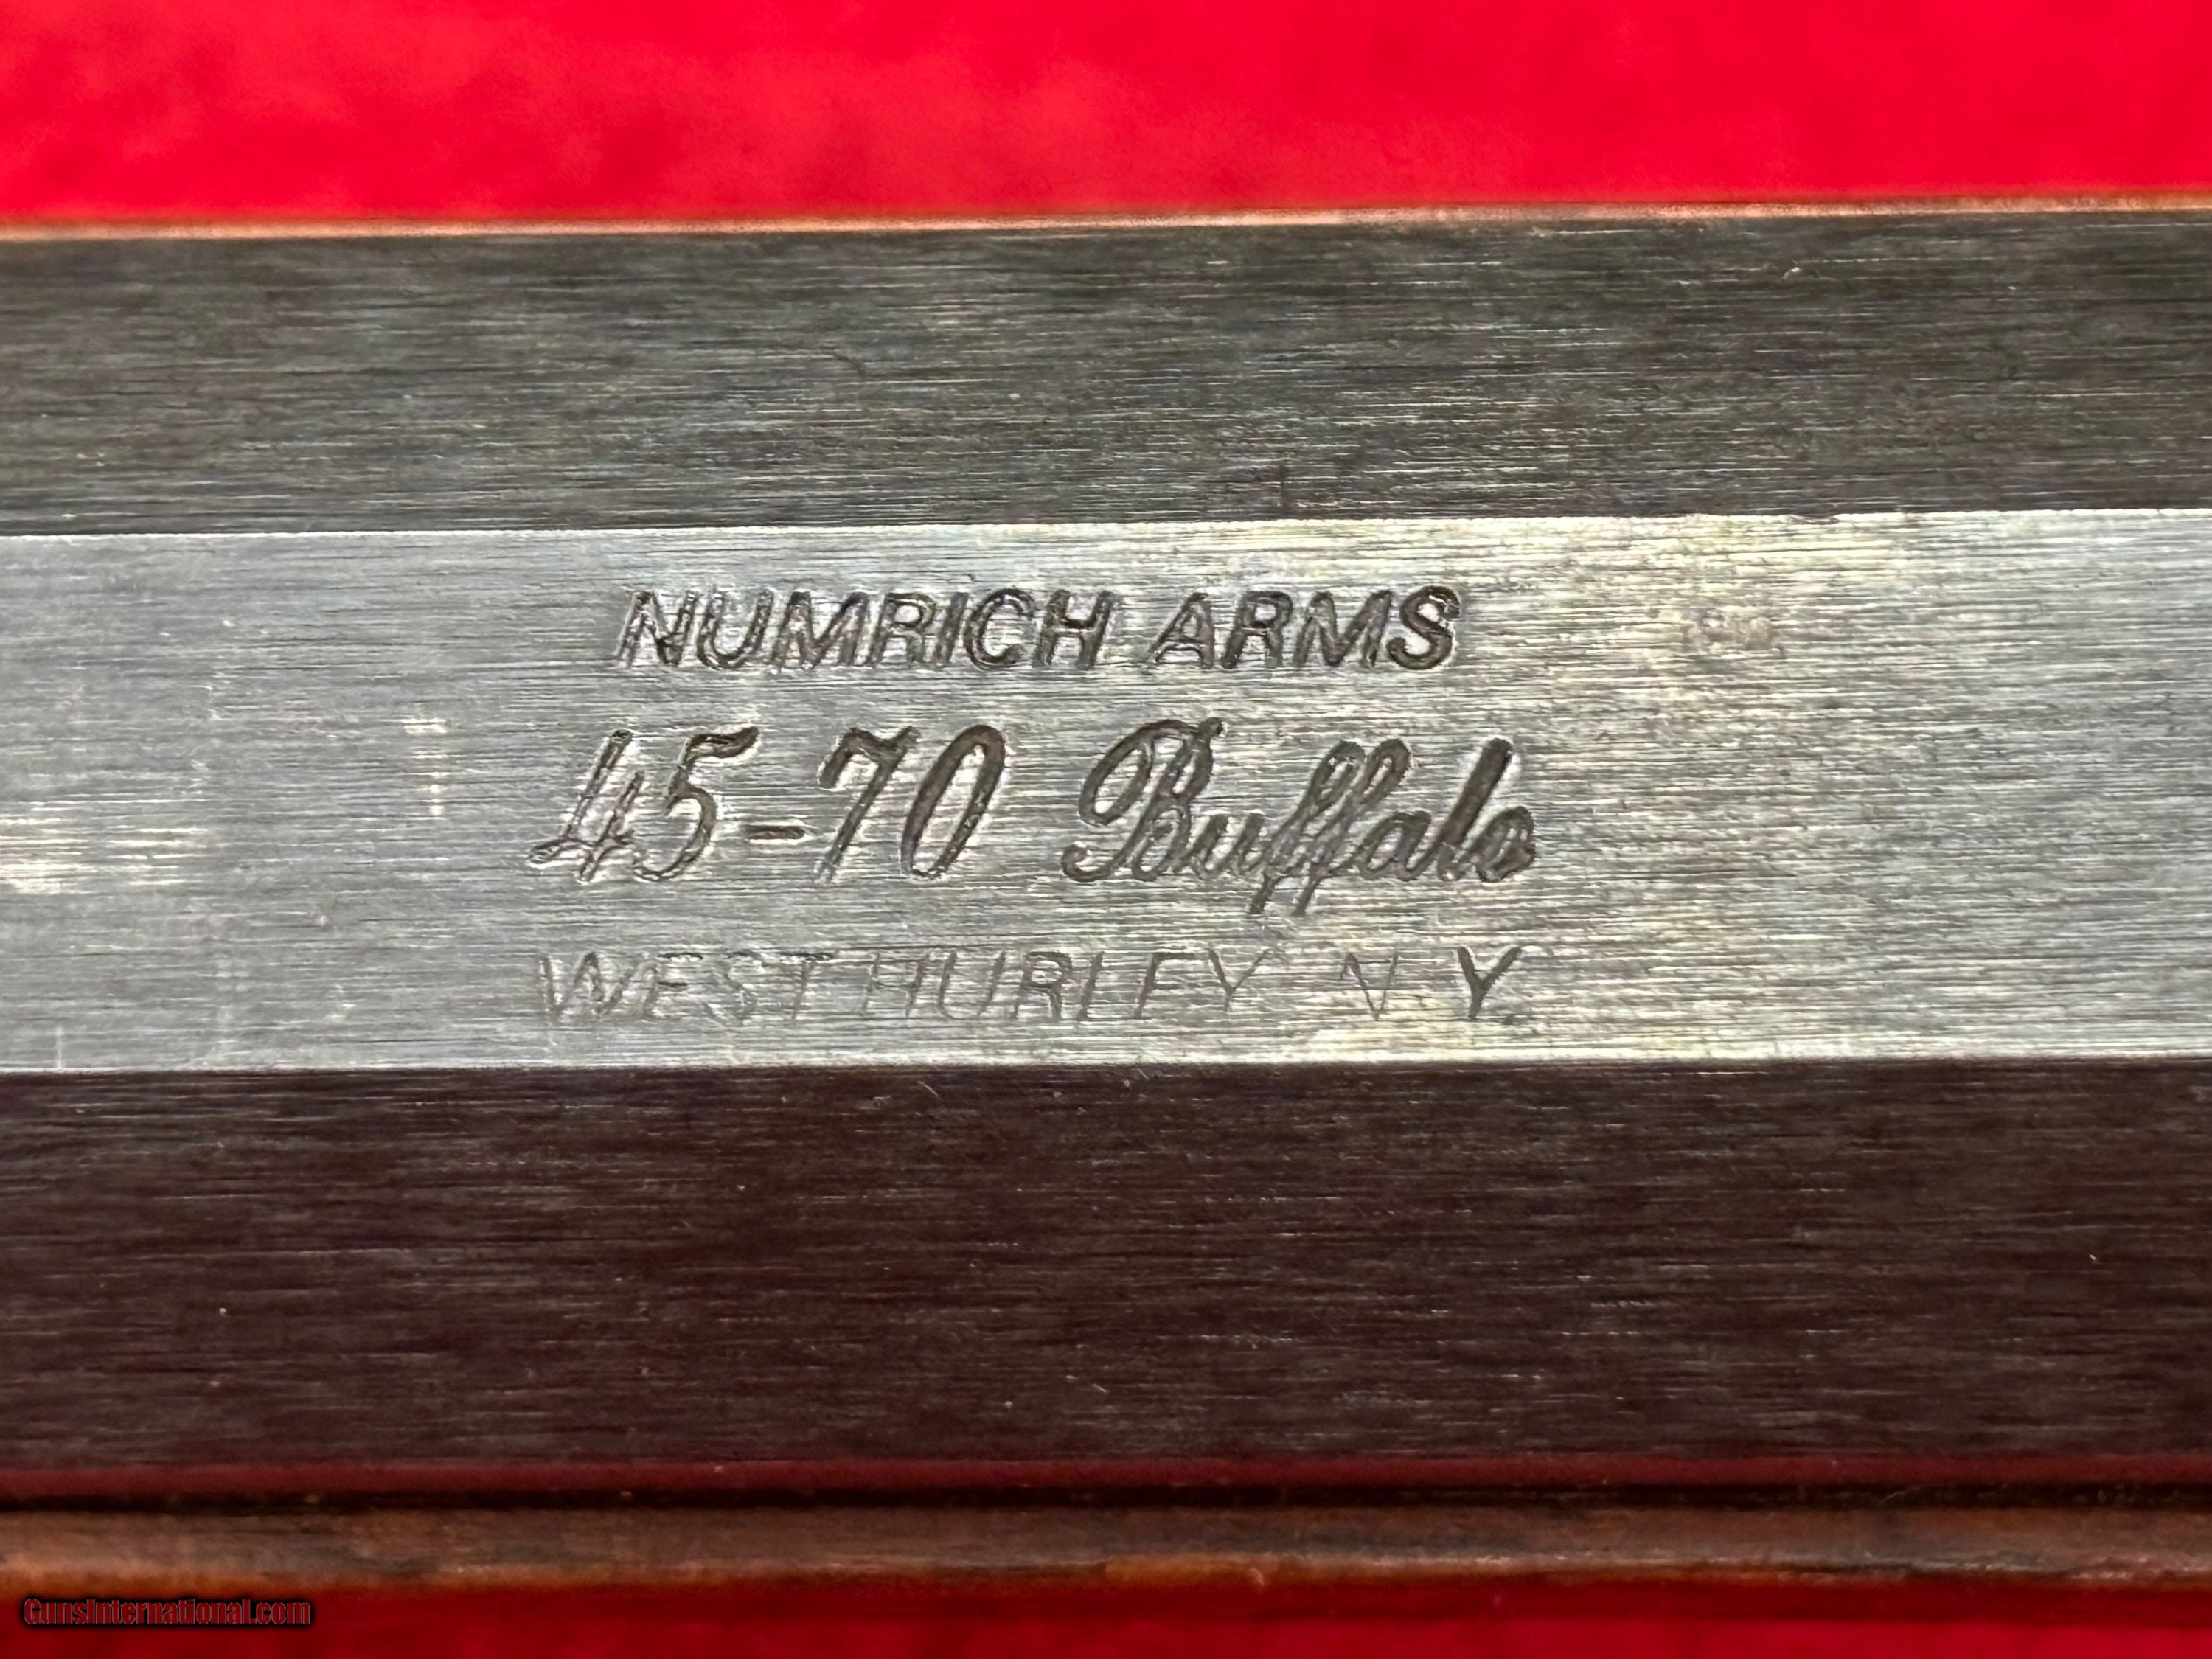 NUMRICH ARMS
45-70 Buffalo
WEST HURLEY N.Y.
GunsInternational.com